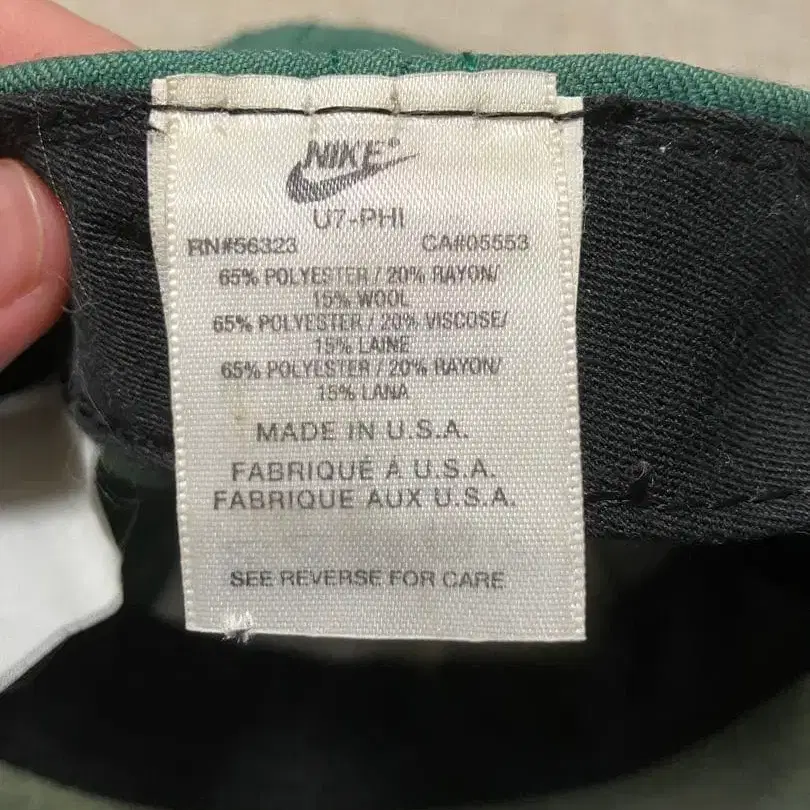 NIKE®
U7-PHI
RN#56323 CA#05553
65% POLYESTER / 20% RAYON/
15% WOOL
65% POLYESTER / 20% VISCOSE/
15% LAINE
65% POLYESTER / 20% RAYON/
15% LANA
MADE IN U.S.A.
FABRIQUÉ À U.S.A.
FABRIQUE AUX U.S.A.
SEE REVERSE FOR CARE